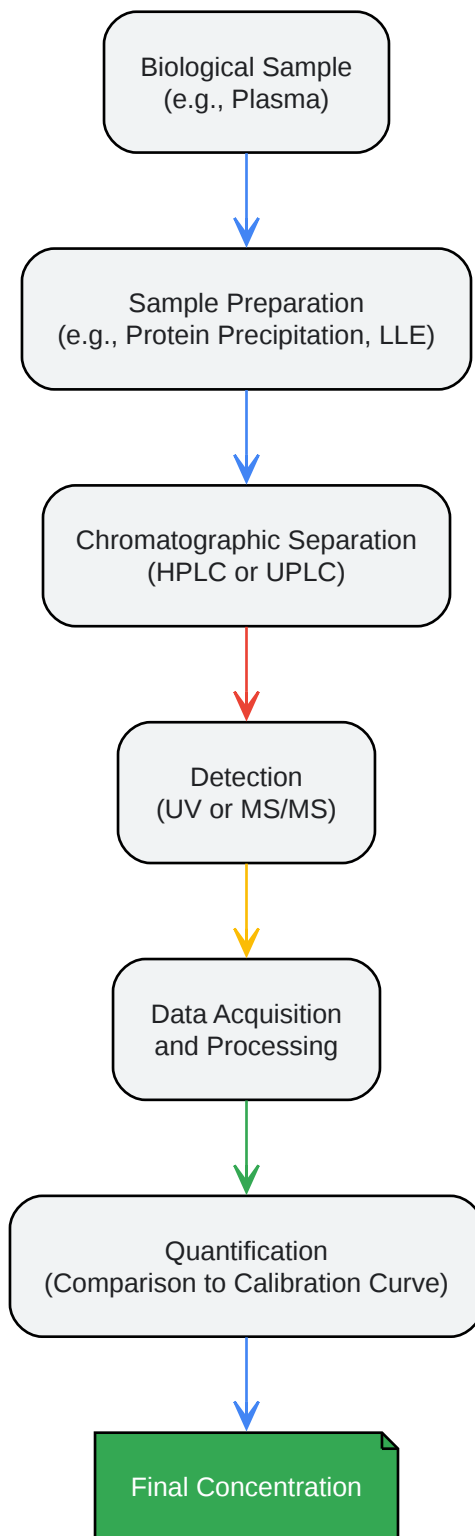 Biological Sample
(e.g., Plasma)
Sample Preparation
(e.g., Protein Precipitation, LLE)
Chromatographic Separation
(HPLC or UPLC)
Detection
(UV or MS/MS)
Data Acquisition
and Processing
Quantification
(Comparison to Calibration Curve)
Final Concentration